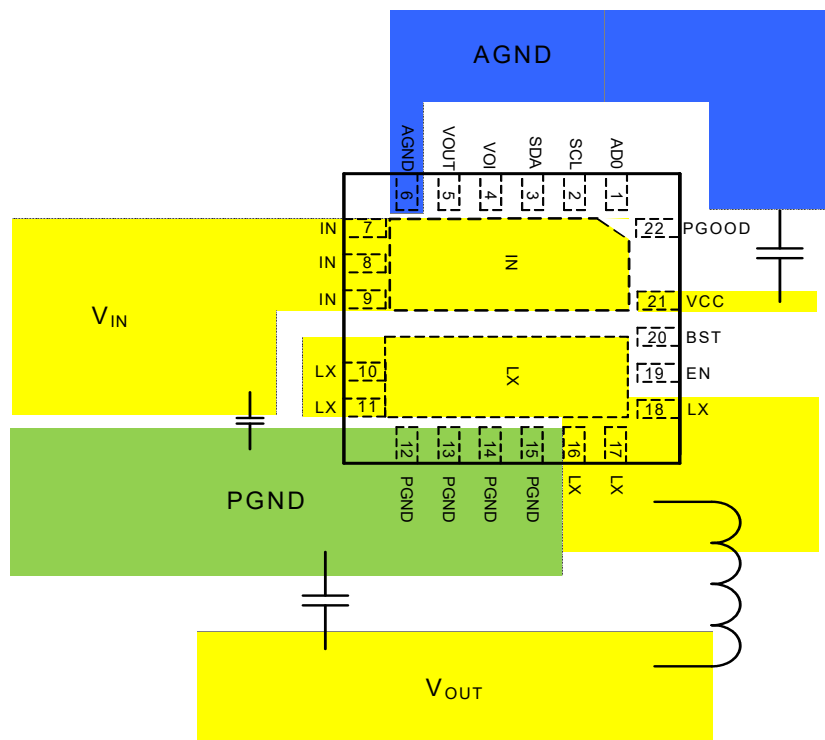 AGND
AGND
VOUT
VOI
SDA
SCL
AD0
6
5
4
3
2
1
IN 7
22 PGOOD
IN 8
IN
IN 9
21 VCC
VIN
20 BST
LX 10
LX
19 EN
LX 11
18 LX
12
13
14
15
16
17
PGND
PGND
PGND
PGND
PGND
LX
LX
VOUT